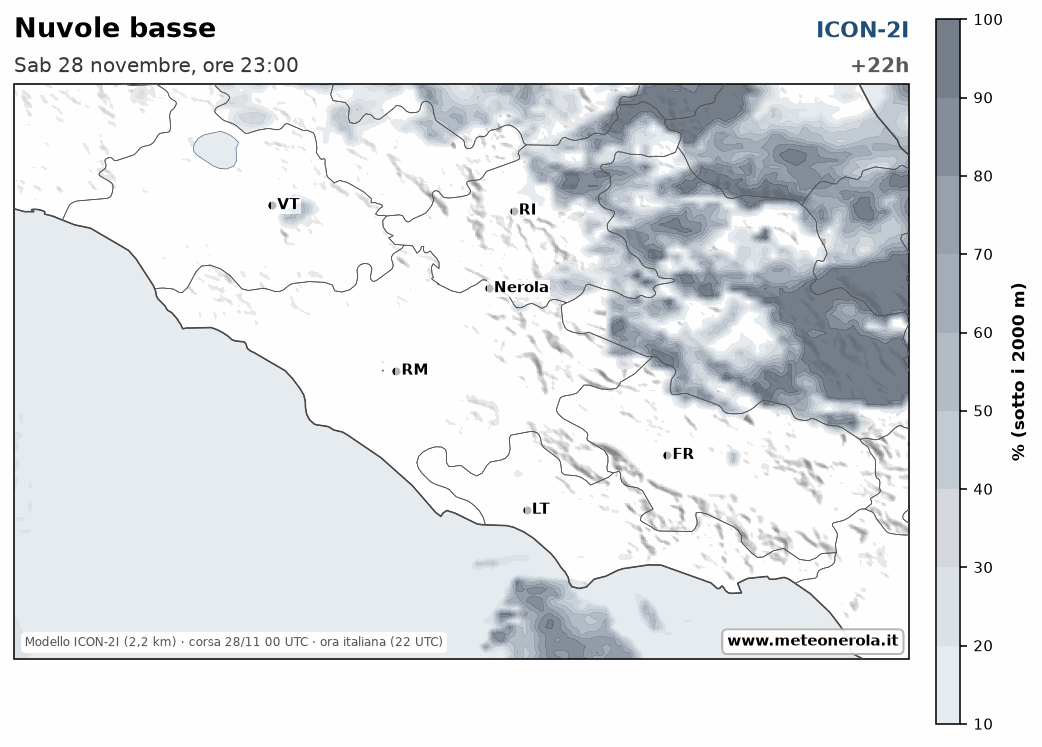 Nuvole basse
ICON-2I
Sab 28 novembre, ore 23:00
+22h
VT
RI
Nerola
RM
FR
LT
Modello ICON-2I (2,2 km) · corsa 28/11 00 UTC · ora italiana (22 UTC)
www.meteonerola.it
100
90
80
70
60
50
40
30
20
10
% (sotto i 2000 m)